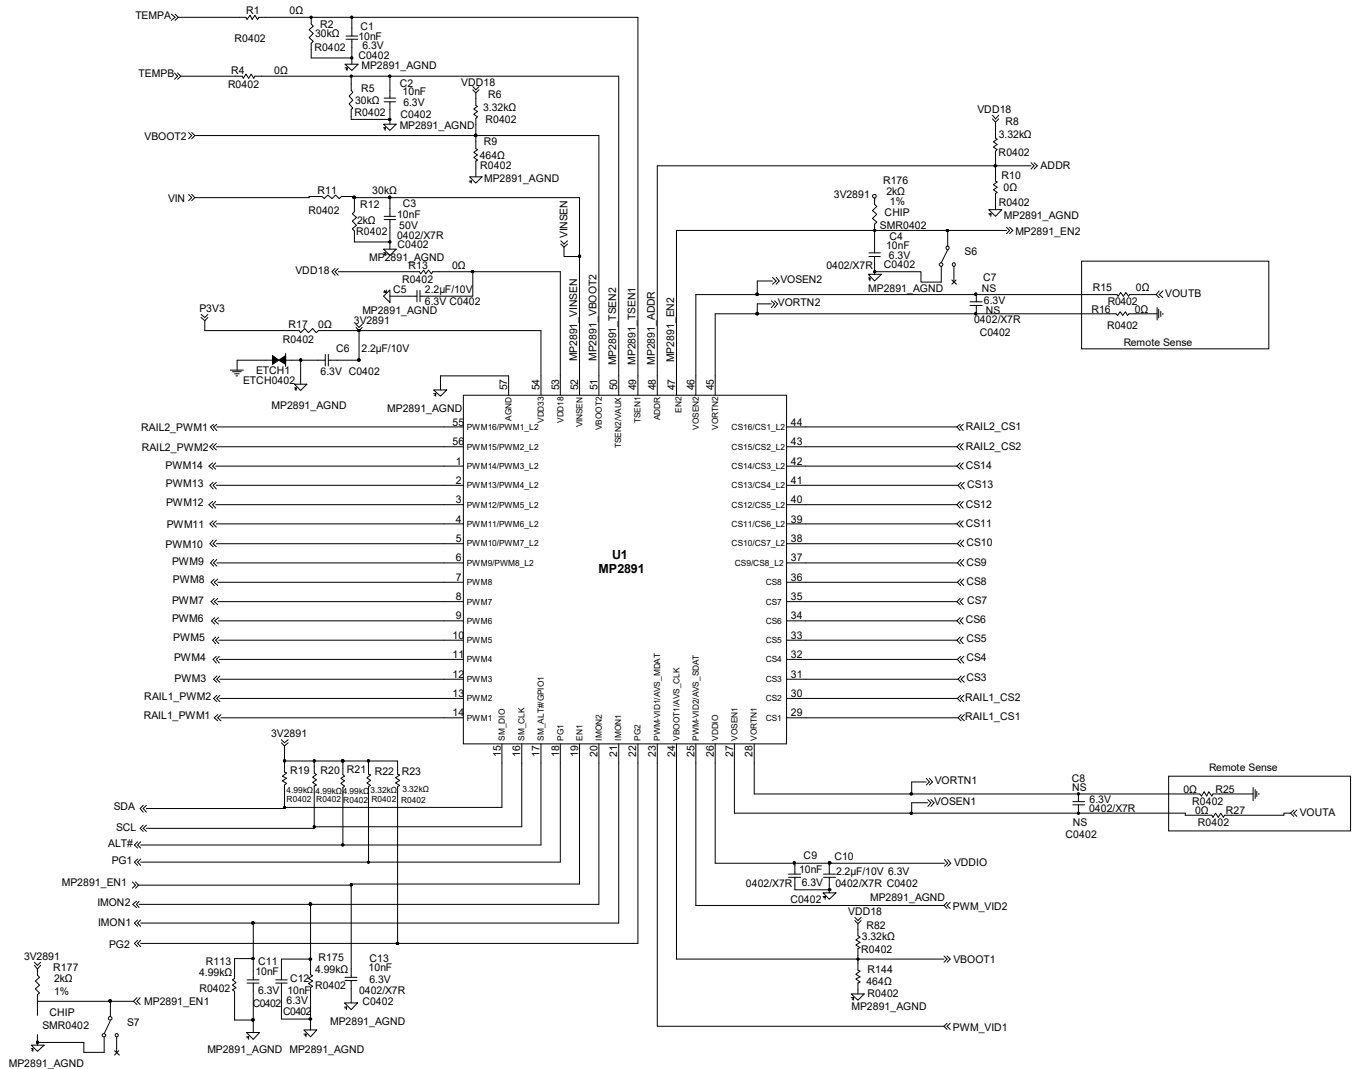 TEMPA
R1
0Ω
R0402
R2
30kΩ
R0402
C1
10nF
6.3V
C0402
MP2891_AGND
TEMPB
R4
0Ω
R0402
R5
30kΩ
R0402
C2
10nF
6.3V
C0402
MP2891_AGND
VDD18
R6
3.32kΩ
R0402
VBOOT2
R9
464Ω
R0402
MP2891_AGND
VIN
R11
30kΩ
R0402
R12
2kΩ
R0402
C3
10nF
50V
0402/X7R
C0402
MP2891_AGND
VINSEN
VDD18
R13
0Ω
R0402
C5
2.2µF/10V
6.3V
C0402
MP2891_AGND
P3V3
R17
0Ω
R0402
3V2891
C6
2.2µF/10V
6.3V
C0402
ETCH1
ETCH0402
MP2891_AGND
MP2891_AGND
MP2891_VINSEN
MP2891_VBOOT2
MP2891_TSEN2
MP2891_TSEN1
MP2891_ADDR
MP2891_EN2
VDD18
R8
3.32kΩ
R0402
ADDR
R10
0Ω
R0402
MP2891_AGND
3V2891
R176
2kΩ
1%
CHIP
SMR0402
MP2891_EN2
C4
10nF
6.3V
0402/X7R
C0402
MP2891_AGND
S6
VOSEN2
VORTN2
C7
NS
6.3V
NS
0402/X7R
C0402
R15
0Ω
R0402
VOUTB
R16
0Ω
R0402
Remote Sense
57
54
53
52
51
50
49
48
47
46
45
AGND
VDD33
VDD18
VINSEN
VBOOT2
TSEN2/VAUX
TSEN1
ADDR
EN2
VOSEN2
VORTN2
RAIL2_PWM1
55
PWM16/PWM1_L2
RAIL2_PWM2
56
PWM15/PWM2_L2
PWM14
1
PWM14/PWM3_L2
PWM13
2
PWM13/PWM4_L2
PWM12
3
PWM12/PWM5_L2
PWM11
4
PWM11/PWM6_L2
PWM10
5
PWM10/PWM7_L2
PWM9
6
PWM9/PWM8_L2
PWM8
7
PWM8
PWM7
8
PWM7
PWM6
9
PWM6
PWM5
10
PWM5
PWM4
11
PWM4
PWM3
12
PWM3
RAIL1_PWM2
13
PWM2
RAIL1_PWM1
14
PWM1
U1
MP2891
CS16/CS1_L2
44
RAIL2_CS1
CS15/CS2_L2
43
RAIL2_CS2
CS14/CS3_L2
42
CS14
CS13/CS4_L2
41
CS13
CS12/CS5_L2
40
CS12
CS11/CS6_L2
39
CS11
CS10/CS7_L2
38
CS10
CS9/CS8_L2
37
CS9
CS8
36
CS8
CS7
35
CS7
CS6
34
CS6
CS5
33
CS5
CS4
32
CS4
CS3
31
CS3
CS2
30
RAIL1_CS2
CS1
29
RAIL1_CS1
SM_DIO
SM_CLK
SM_ALT#/GPIO1
PG1
EN1
IMON2
IMON1
PG2
PWM-VID1/AVS_MDAT
VBOOT1/AVS_CLK
PWM-VID2/AVS_SDAT
VDDIO
VOSEN1
VORTN1
15
16
17
18
19
20
21
22
23
24
25
26
27
28
3V2891
R19
4.99kΩ
R0402
R20
4.99kΩ
R0402
R21
4.99kΩ
R0402
R22
3.32kΩ
R0402
R23
3.32kΩ
R0402
SDA
SCL
ALT#
PG1
MP2891_EN1
IMON2
IMON1
PG2
3V2891
R177
2kΩ
1%
MP2891_EN1
CHIP
SMR0402
S7
MP2891_AGND
R113
4.99kΩ
R0402
C11
10nF
6.3V
C0402
MP2891_AGND
C12
10nF
6.3V
C0402
R175
4.99kΩ
R0402
MP2891_AGND
C13
10nF
6.3V
0402/X7R
C0402
MP2891_AGND
VORTN1
VOSEN1
C8
NS
6.3V
0402/X7R
NS
C0402
Remote Sense
0Ω
R25
R0402
0Ω
R27
R0402
VOUTA
C9
10nF
0402/X7R
6.3V
C0402
C10
2.2µF/10V
6.3V
0402/X7R
C0402
MP2891_AGND
VDDIO
PWM_VID2
VDD18
R82
3.32kΩ
R0402
VBOOT1
R144
464Ω
R0402
MP2891_AGND
PWM_VID1